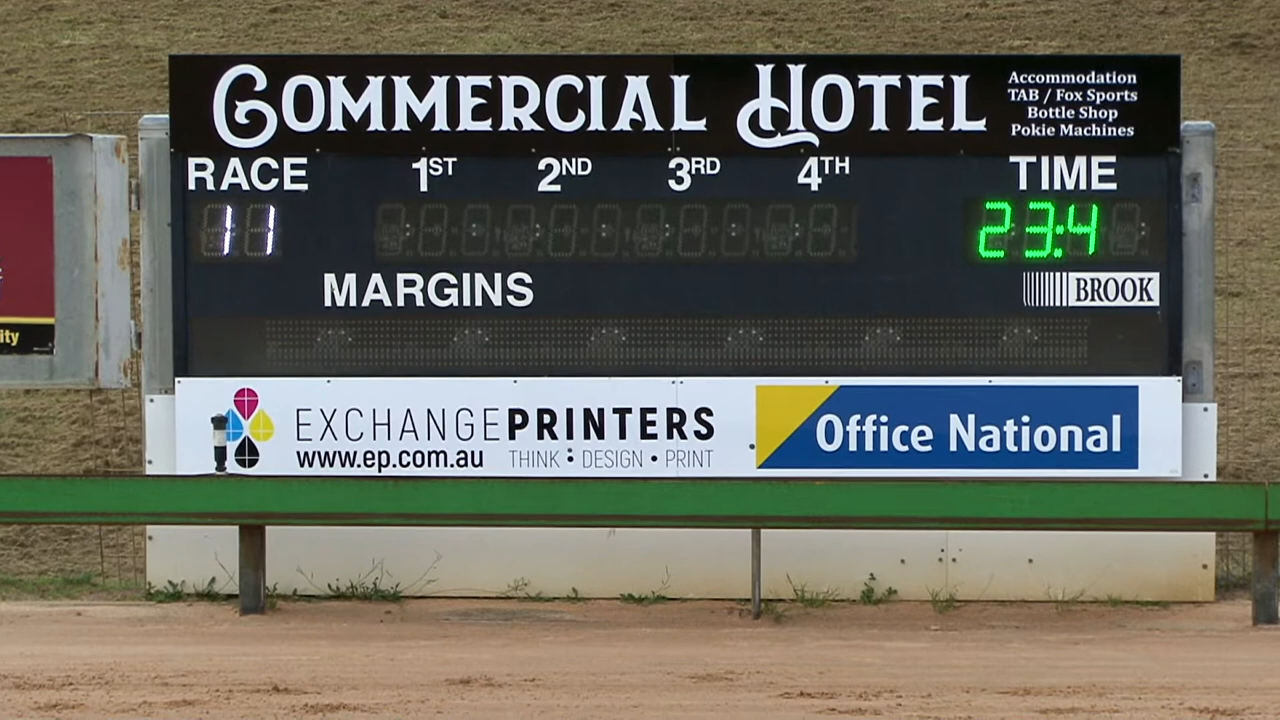 COMMERCIAL HOTEL
Accommodation
TAB / Fox Sports
Bottle Shop
Pokie Machines
RACE 1ST 2ND 3RD 4TH TIME
11 23:4
MARGINS
BROOK
ity
EXCHANGEPRINTERS
www.ep.com.au THINK • DESIGN • PRINT
Office National